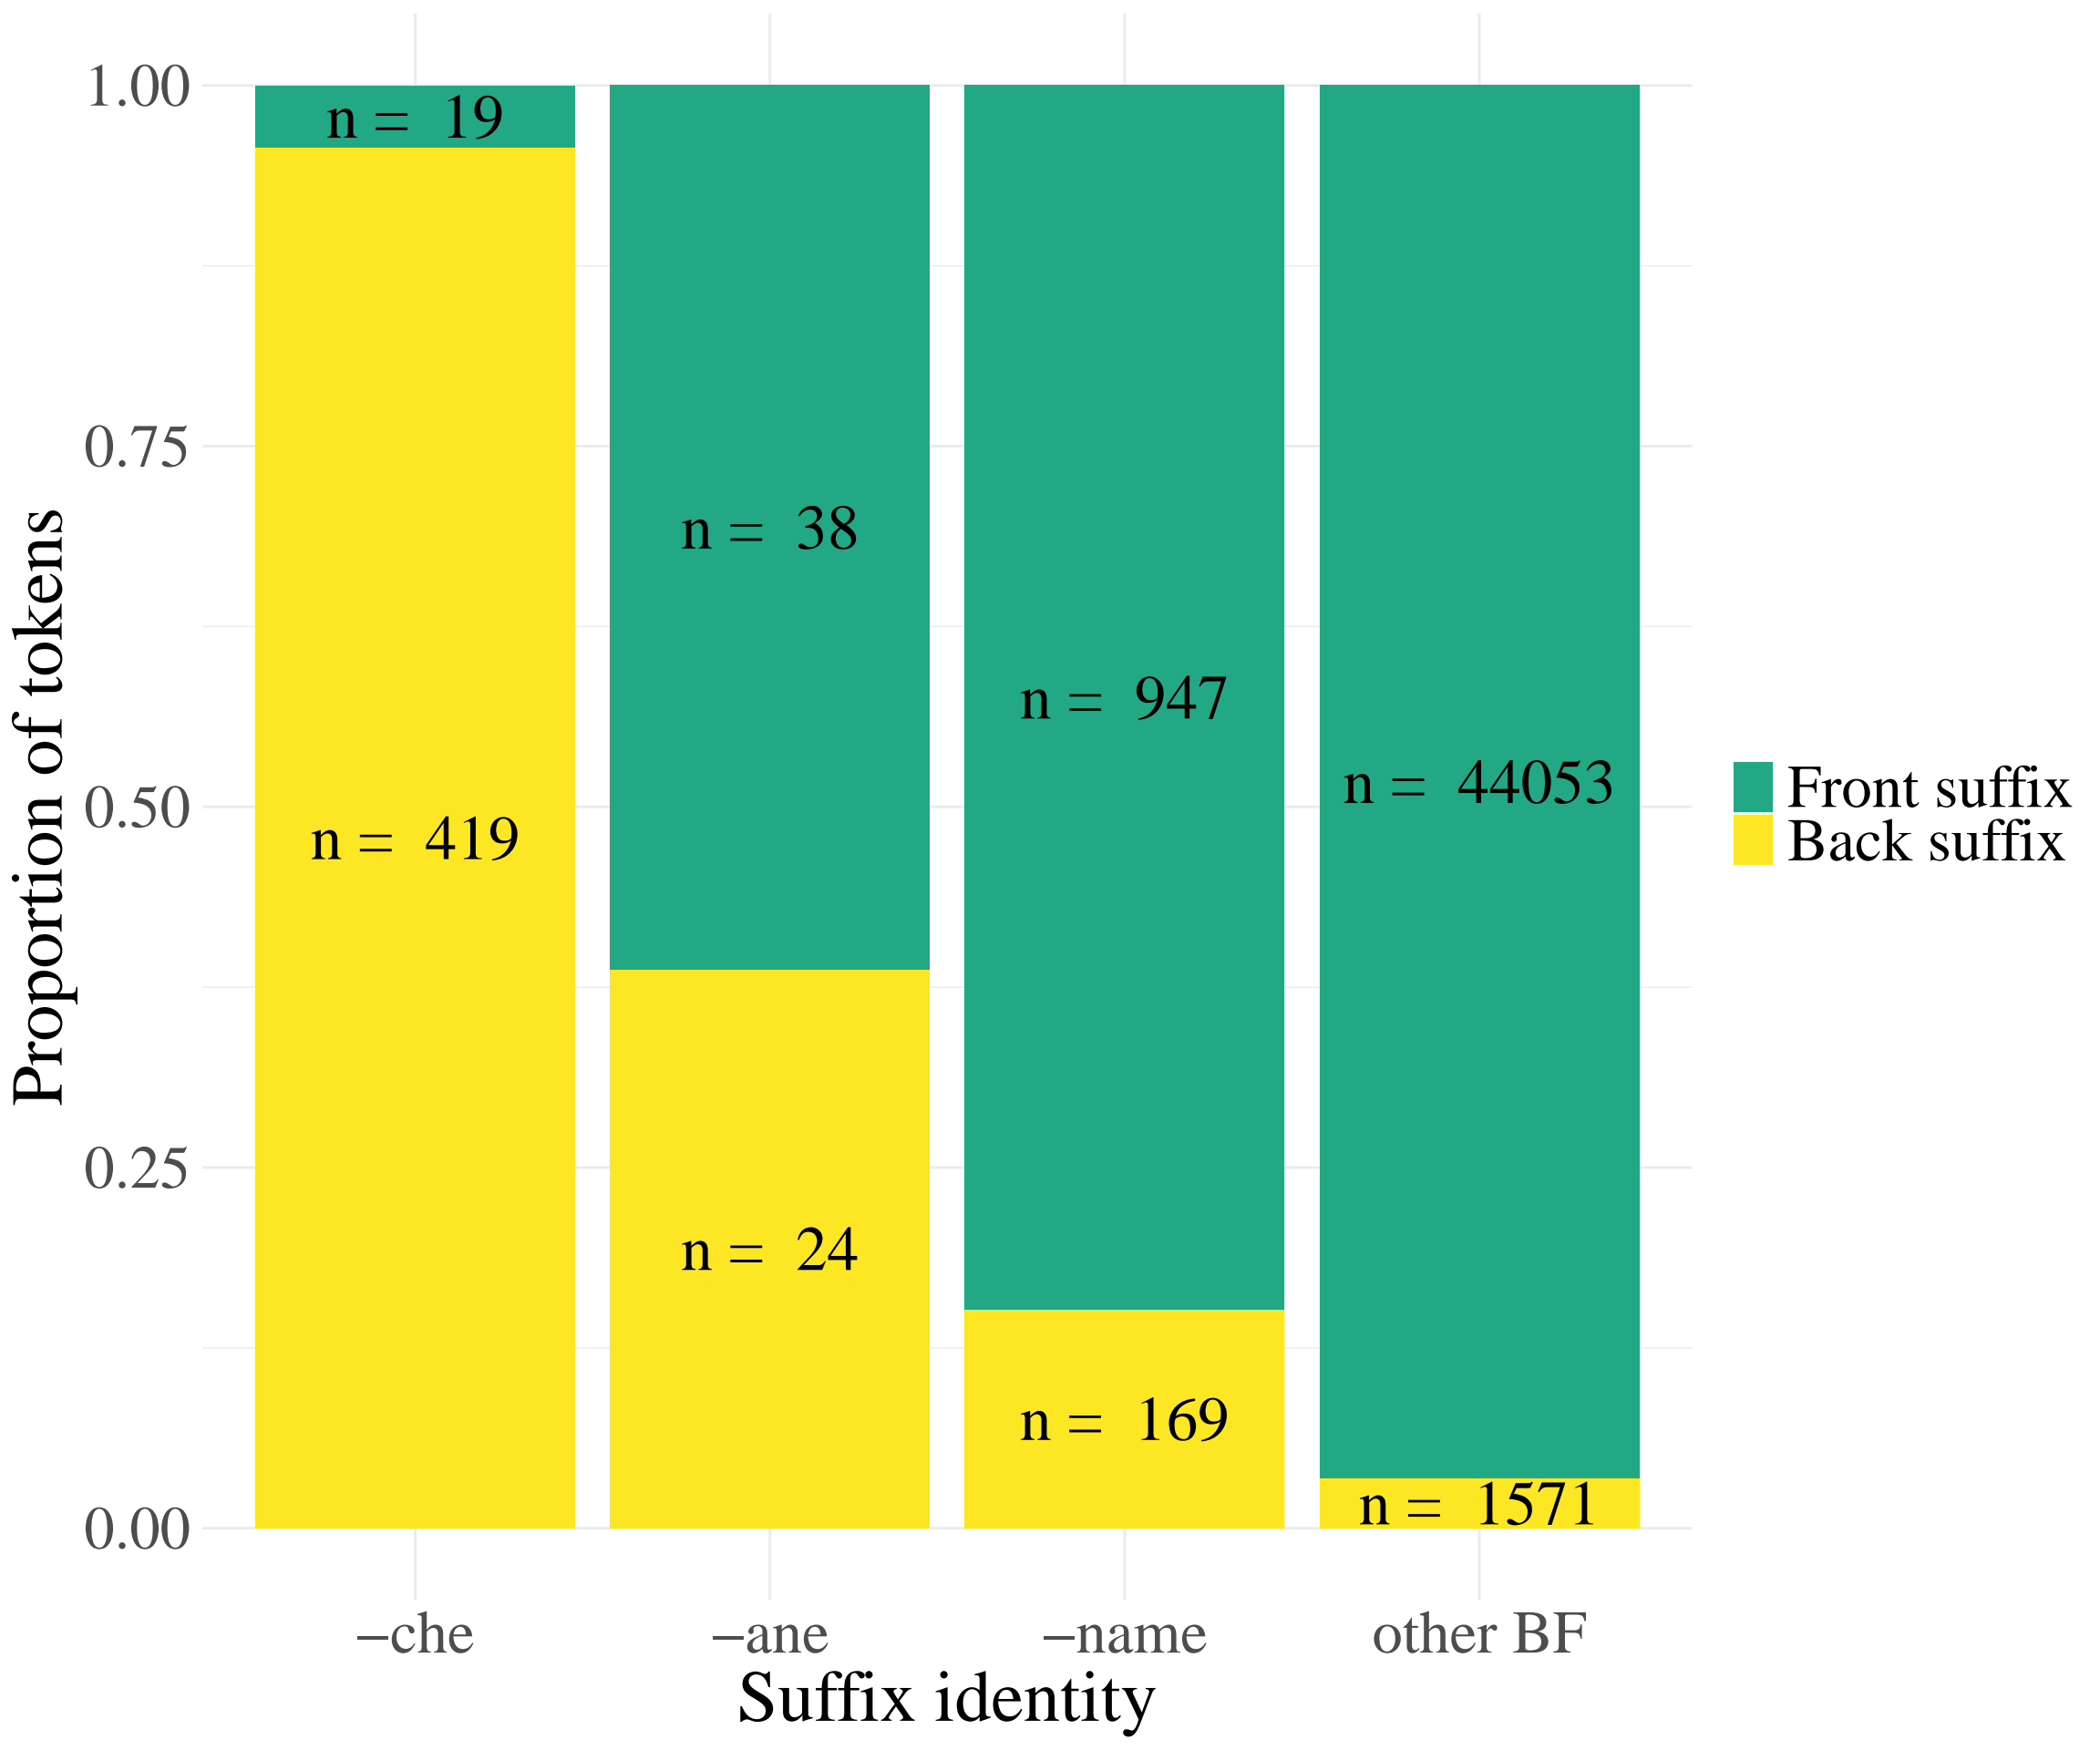 Proportion of tokens
1.00
0.75
0.50
0.25
0.00
n = 19
n = 419
n = 38
n = 24
n = 947
n = 169
n = 44053
n = 1571
–che
–ane
–name
other BF
Suffix identity
Front suffix
Back suffix